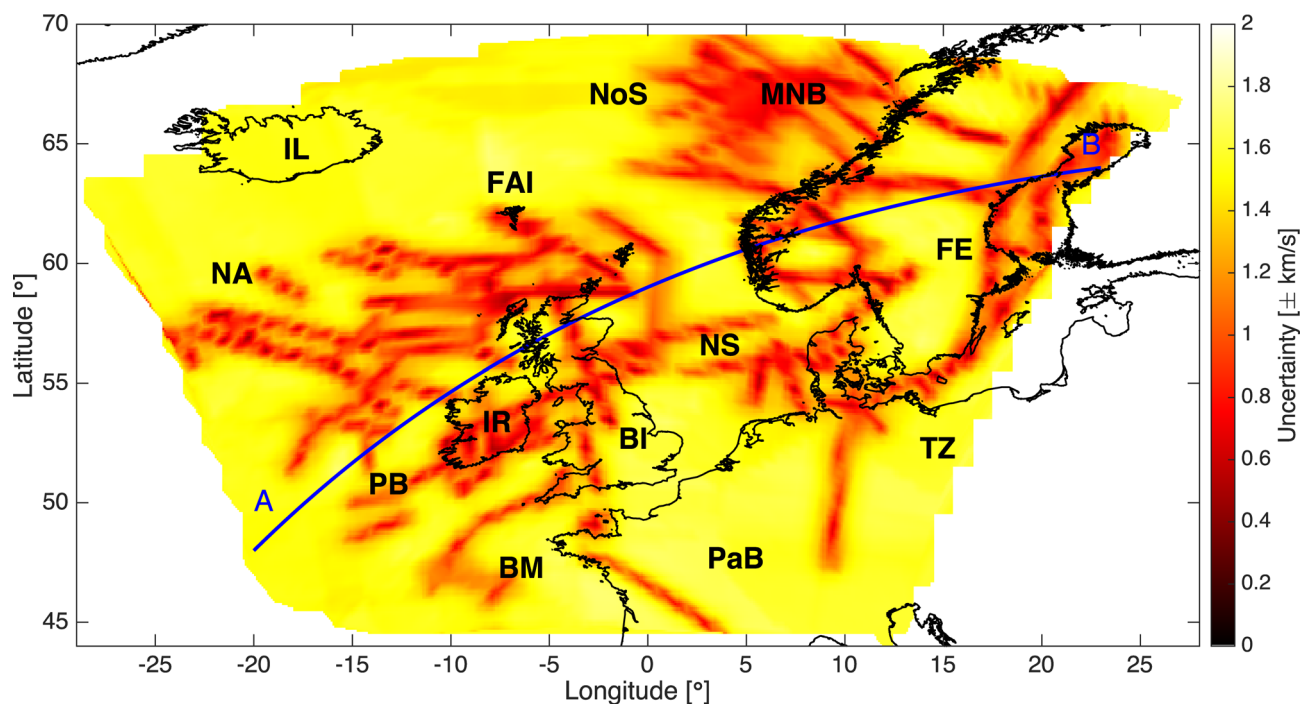 70
65
60
55
50
45
Latitude [°]
-25 -20 -15 -10 -5 0 5 10 15 20 25
Longitude [°]
NoS
MNB
IL
B
FAI
FE
NA
NS
IR
BI
TZ
PB
A
BM
PaB
2
1.8
1.6
1.4
1.2
1
0.8
0.6
0.4
0.2
0
Uncertainty [± km/s]